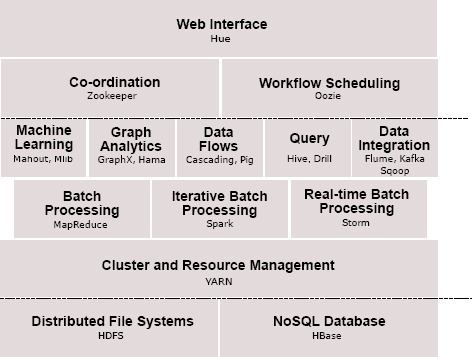 Web Interface
Hue
Co-ordination
Zookeeper
Workflow Scheduling
Oozie
Machine
Learning
Mahout, Mlib
Graph
Analytics
GraphX, Hama
Data
Flows
Cascading, Pig
Query
Hive, Drill
Data
Integration
Flume, Kafka
Sqoop
Batch
Processing
MapReduce
Iterative Batch
Processing
Spark
Real-time Batch
Processing
Storm
Cluster and Resource Management
YARN
Distributed File Systems
HDFS
NoSQL Database
HBase